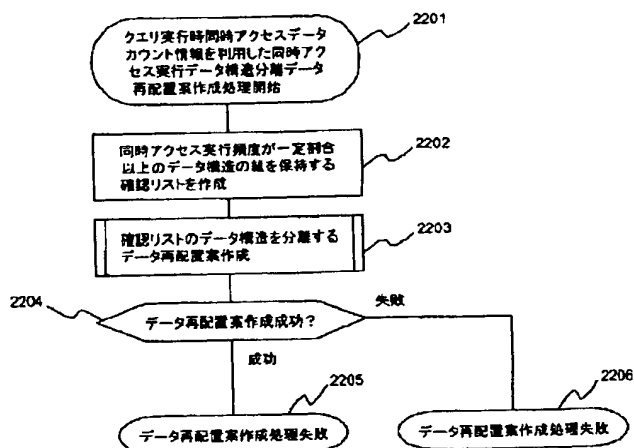 2201
クエリ実行時同時アクセスデータ
カウント情報を利用した同時アク
セス実行データ構造分離データ
再配置案作成処理開始
2202
同時アクセス実行頻度が一定割合
以上のデータ構造の組を保持する
確認リストを作成
2203
確認リストのデータ構造を分離する
データ再配置案作成
2204
データ再配置案作成成功?
失敗
成功
2205
データ再配置案作成処理失敗
2206
データ再配置案作成処理失敗